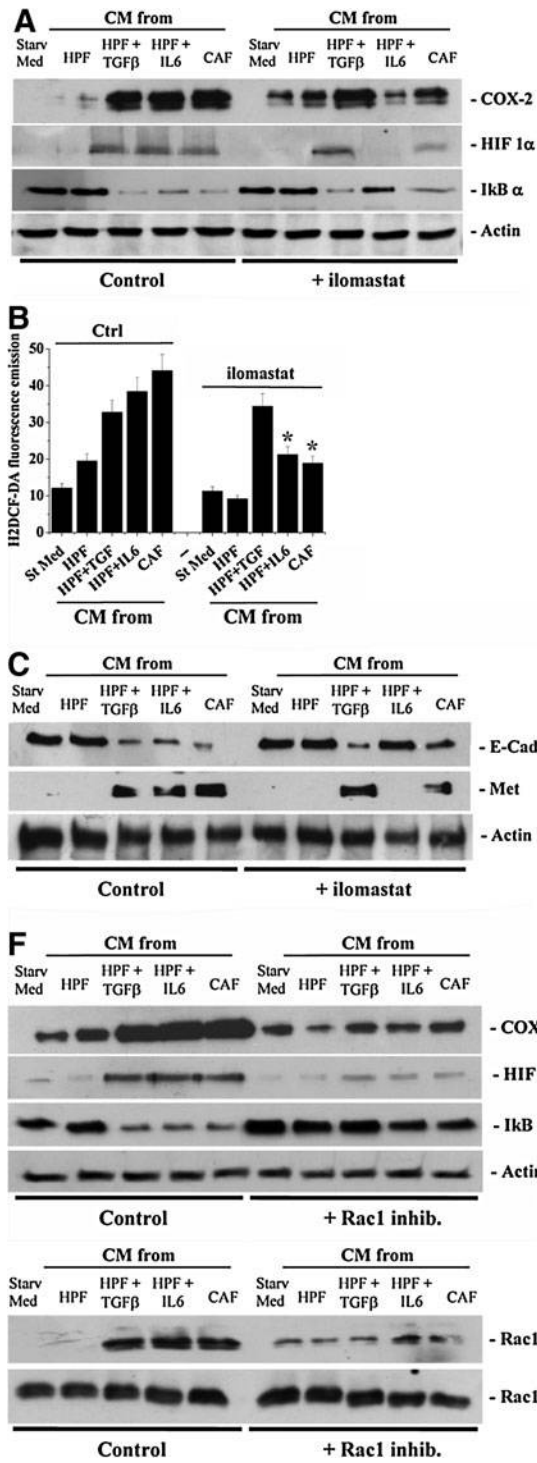 A
CM from
Starv Med HPF HPF + TGFβ HPF + IL6 CAF Starv Med HPF HPF + TGFβ HPF + IL6 CAF
- COX-2
- HIF 1α
- IkB α
- Actin
Control + ilomastat
B
Ctrl
ilomastat
H2DCF-DA fluorescence emission
50
40
30
20
10
0
* *
St Med HPF HPF+TGF HPF+IL6 CAF - St Med HPF HPF+TGF HPF+IL6 CAF
CM from CM from
C
CM from CM from
Starv Med HPF HPF + TGFβ HPF + IL6 CAF Starv Med HPF HPF + TGFβ HPF + IL6 CAF
- E-Cad
- Met
- Actin
Control + ilomastat
F
CM from CM from
Starv Med HPF HPF + TGFβ HPF + IL6 CAF Starv Med HPF HPF + TGFβ HPF + IL6 CAF
- COX
- HIF
- IkB
- Actin
Control + Rac1 inhib.
CM from CM from
Starv Med HPF HPF + TGFβ HPF + IL6 CAF Starv Med HPF HPF + TGFβ HPF + IL6 CAF
- Rac1
- Rac1
Control + Rac1 inhib.